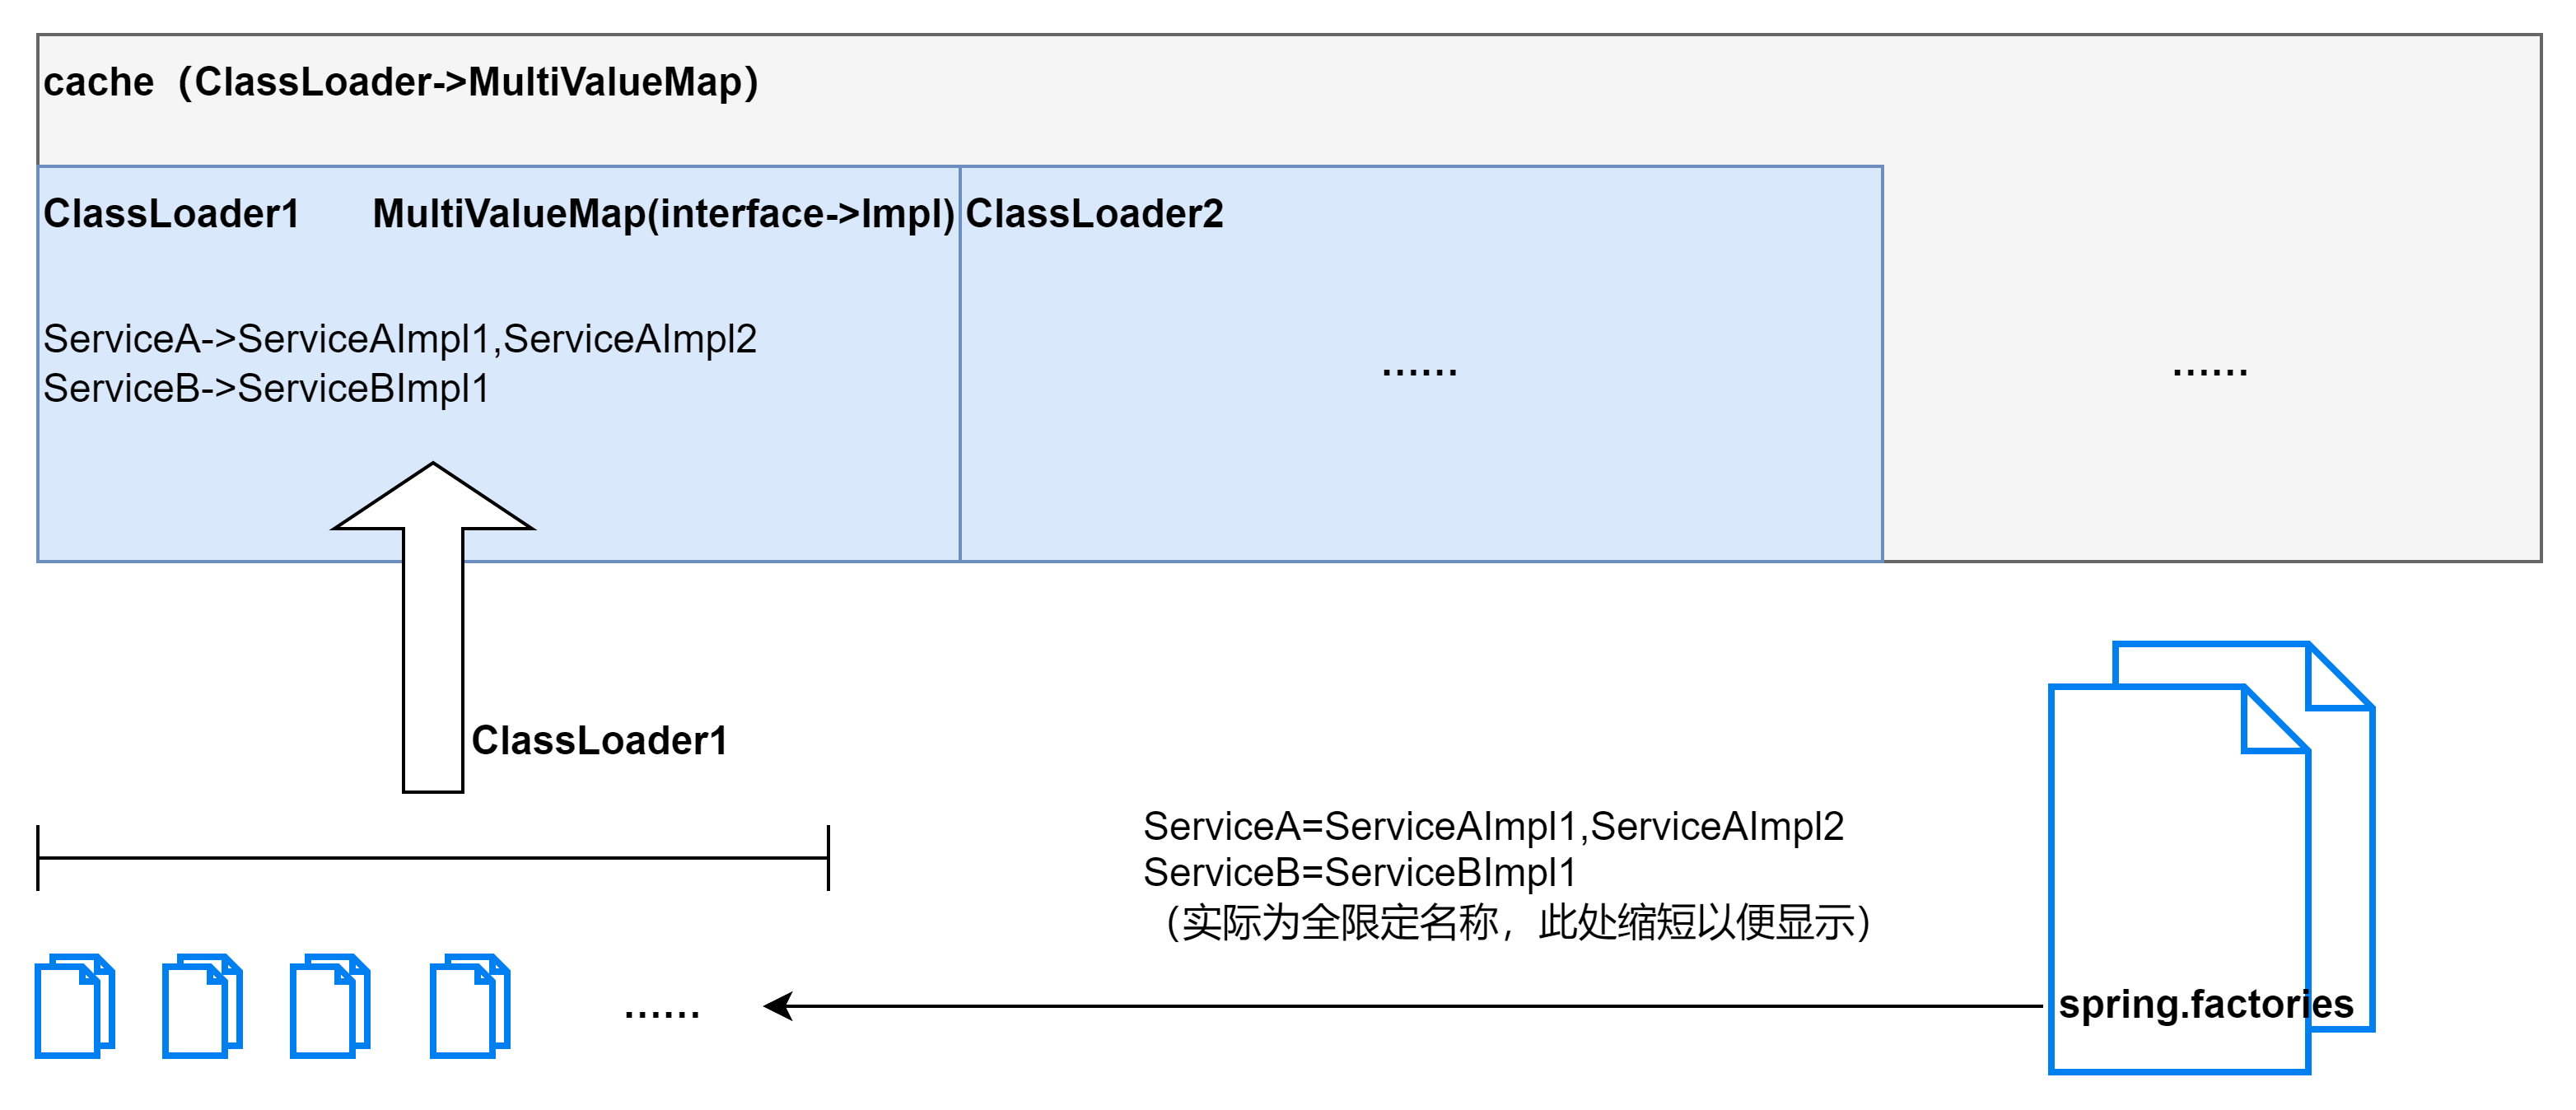 cache（ClassLoader->MultiValueMap）
ClassLoader1 MultiValueMap(interface->Impl)
ClassLoader2
ServiceA->ServiceAImpl1,ServiceAImpl2
ServiceB->ServiceBImpl1
......
......
ClassLoader1
ServiceA=ServiceAImpl1,ServiceAImpl2
ServiceB=ServiceBImpl1
（实际为全限定名称，此处缩短以便显示）
......
spring.factories